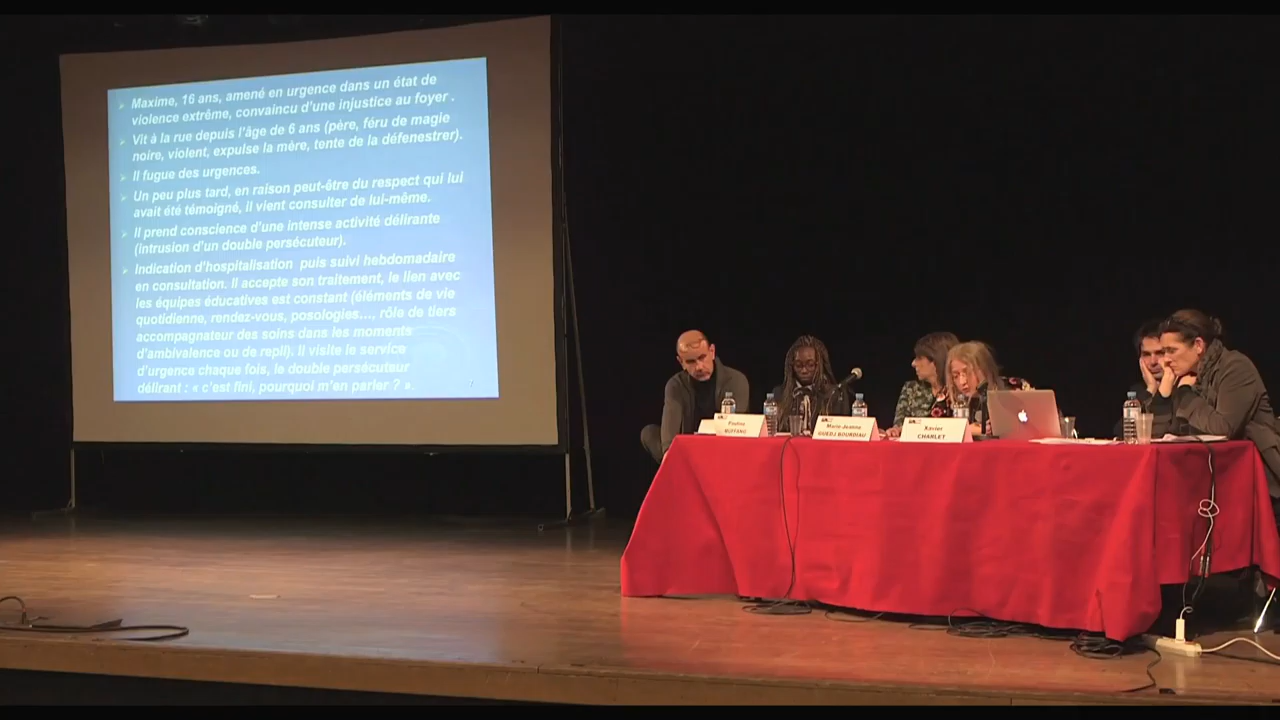 Maxime, 16 ans, amené en urgence dans un état de
violence extrême, convaincu d'une injustice au foyer .
Vit à la rue depuis l'âge de 6 ans (père, féru de magie
noire, violent, expulse la mère, tente de la défenestrer).
Il fugue des urgences.
Un peu plus tard, en raison peut-être du respect qui lui
avait été témoigné, il vient consulter de lui-même.
Il prend conscience d'une intense activité délirante
(intrusion d'un double persécuteur).
Indication d'hospitalisation puis suivi hebdomadaire
en consultation. Il accepte son traitement, le lien avec
les équipes éducatives est constant (éléments de vie
quotidienne, rendez-vous, posologies…, rôle de tiers
accompagnateur des soins dans les moments
d'ambivalence ou de repli). Il visite le service
d'urgence chaque fois, le double persécuteur
délirant : « c'est fini, pourquoi m'en parler ? ».
Marie-Jeanne
GUEDJ BOURDIAU
Xavier
CHARLET